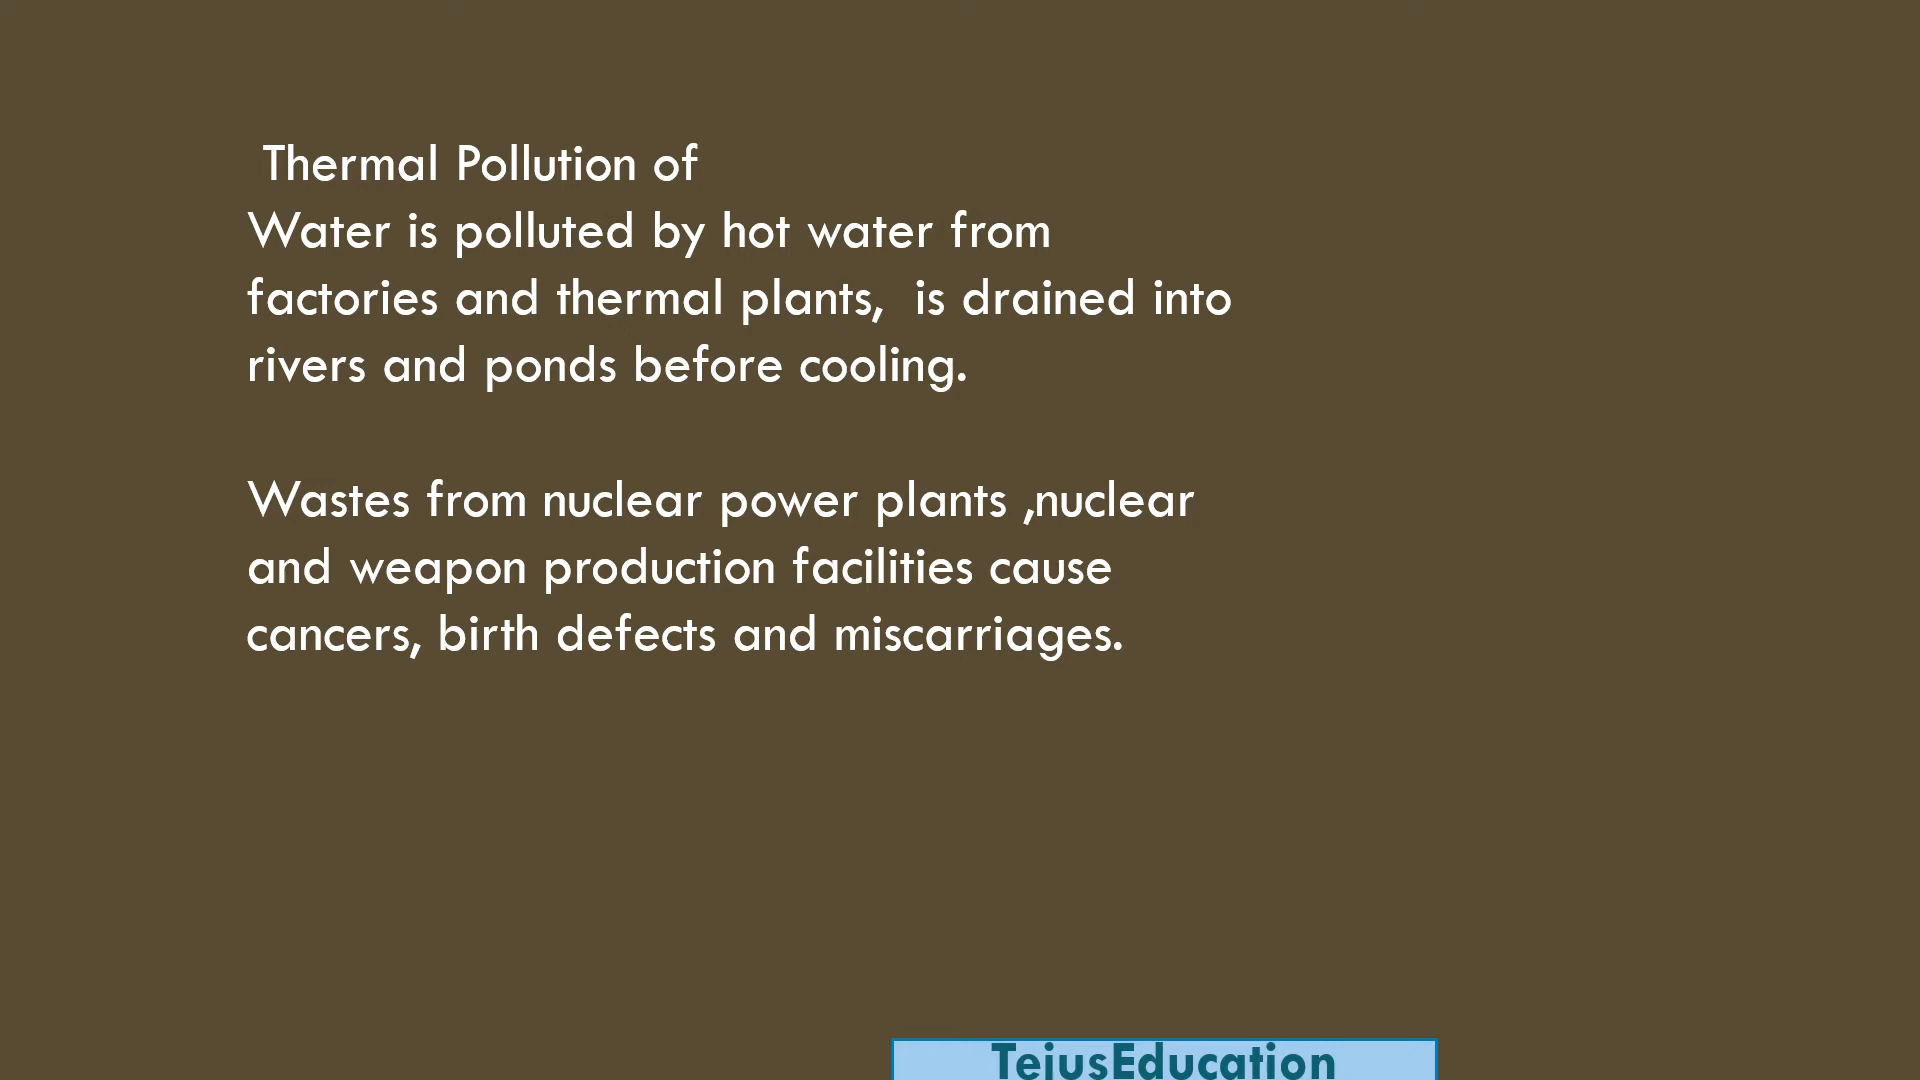 Thermal Pollution of
Water is polluted by hot water from
factories and thermal plants,  is drained into
rivers and ponds before cooling.
Wastes from nuclear power plants ,nuclear
and weapon production facilities cause
cancers, birth defects and miscarriages.
TejusEducation